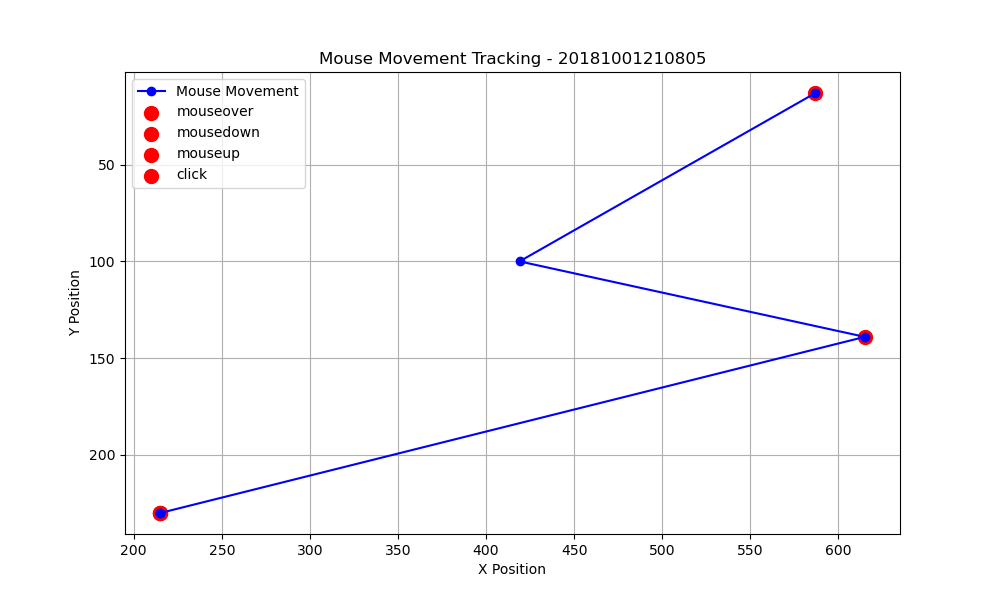 Mouse Movement Tracking - 20181001210805
Mouse Movement
mouseover
mousedown
mouseup
click
50
100
150
200
Y Position
200 250 300 350 400 450 500 550 600
X Position